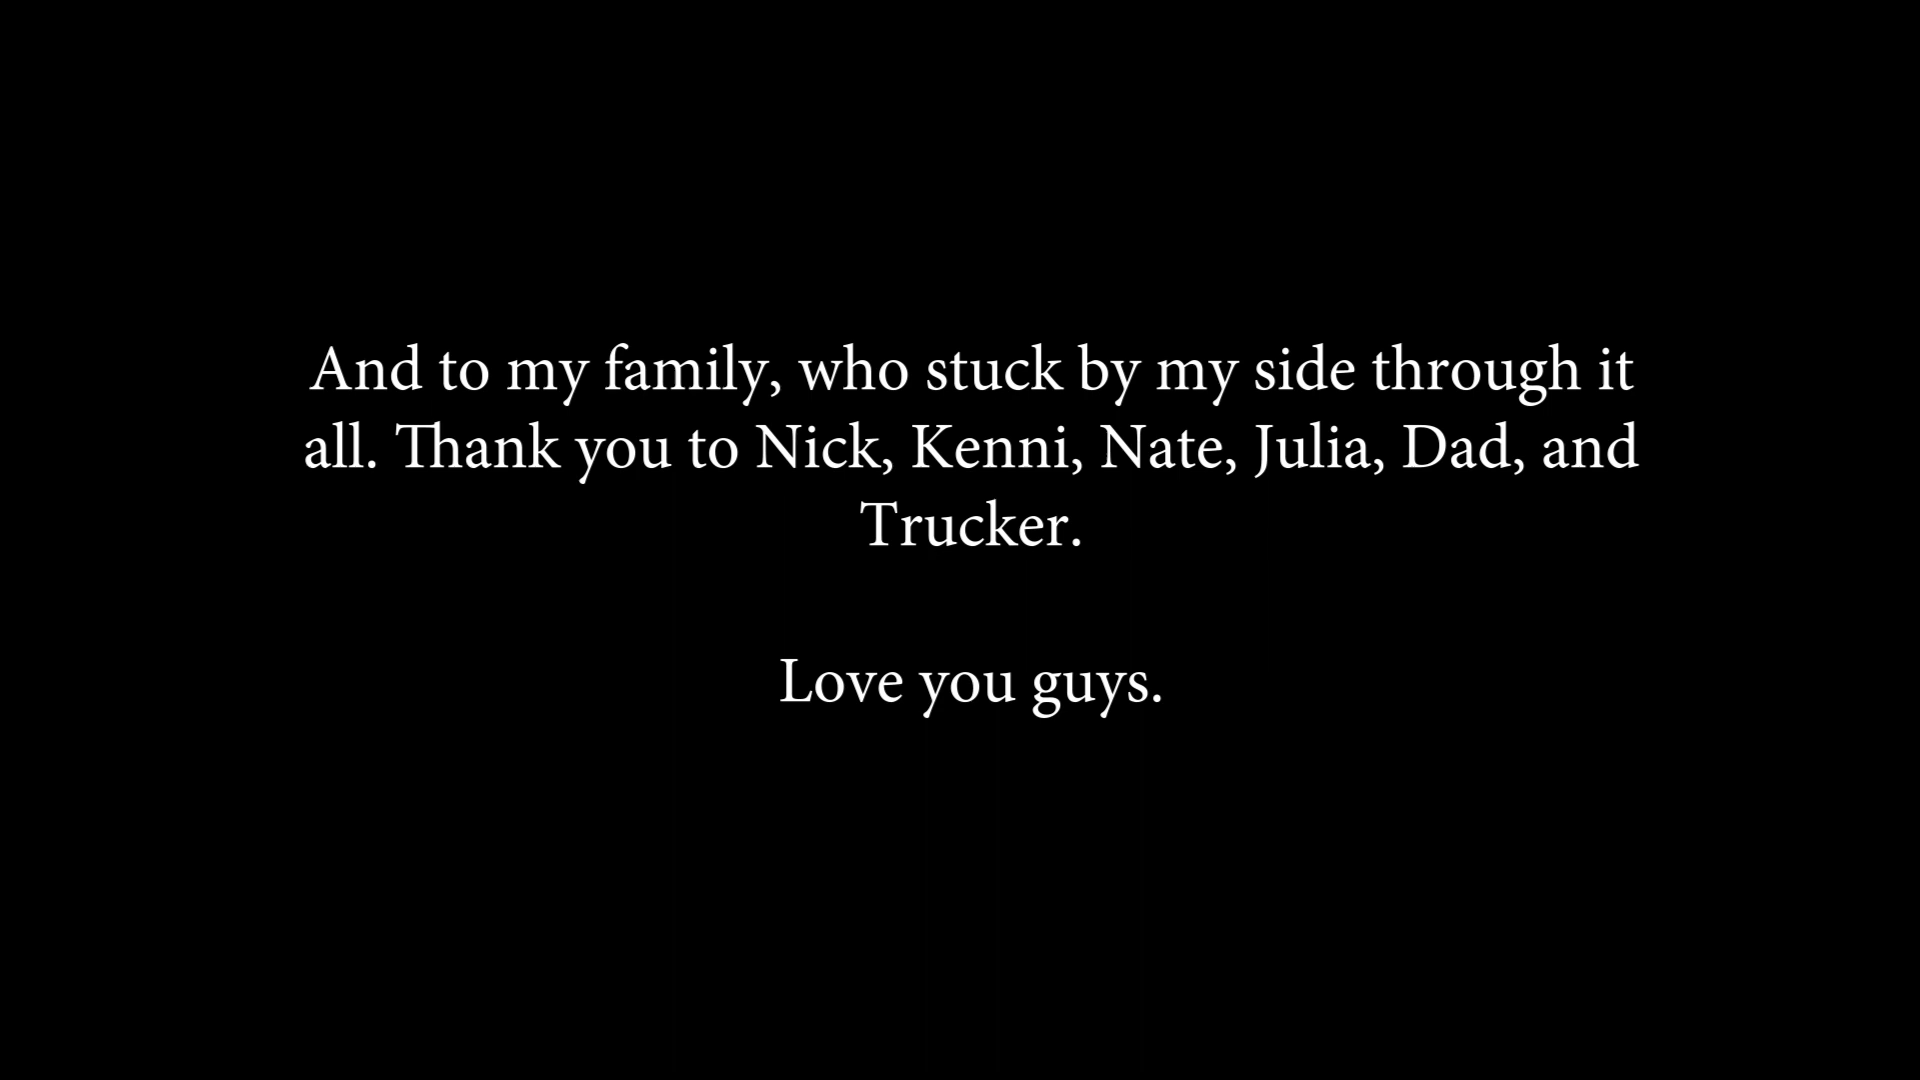 And to my family, who stuck by my side through it
all. Thank you to Nick, Kenni, Nate, Julia, Dad, and
Trucker.
Love you guys.